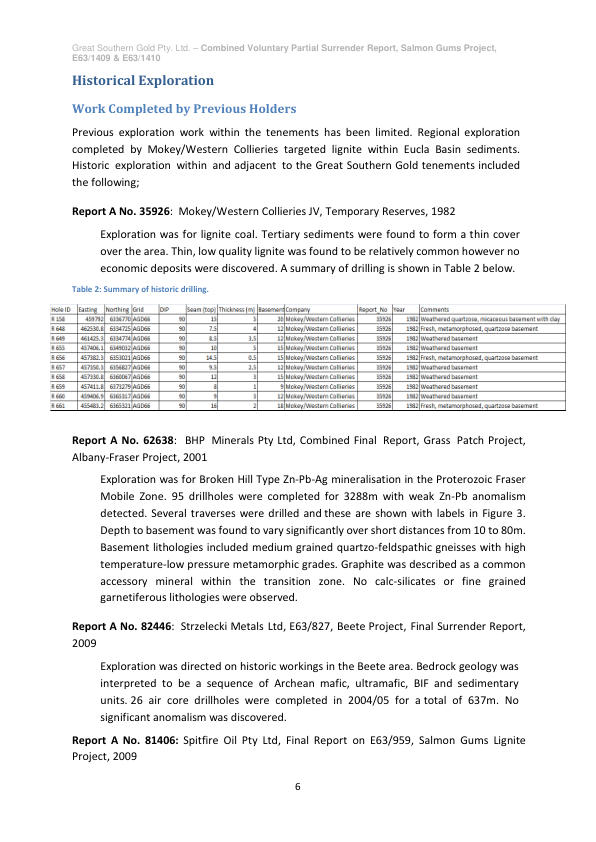 Great Southern Gold Pty. Ltd. – Combined Voluntary Partial Surrender Report, Salmon Gums Project,
E63/1409 & E63/1410
Historical Exploration
Work Completed by Previous Holders
Previous exploration work within the tenements has been limited. Regional exploration
completed by Mokey/Western Collieries targeted lignite within Eucla Basin sediments.
Historic exploration within and adjacent to the Great Southern Gold tenements included
the following;
Report A No. 35926: Mokey/Western Collieries JV, Temporary Reserves, 1982
Exploration was for lignite coal. Tertiary sediments were found to form a thin cover
over the area. Thin, low quality lignite was found to be relatively common however no
economic deposits were discovered. A summary of drilling is shown in Table 2 below.
Table 2: Summary of historic drilling.
Hole ID Easting Northing Grid DIP Seam (top) Thickness (m) Basement Company Report_No Year Comments
R 158 459792 6336770 AGD66 90 13 5 20 Mokey/Western Collieries 35926 1982 Weathered quartzose, micaceous basement with clay
R 648 462530.8 6334725 AGD66 90 7.5 4 12 Mokey/Western Collieries 35926 1982 Fresh, metamorphosed, quartzose basement
R 649 461425.3 6334774 AGD66 90 8.5 3.5 12 Mokey/Western Collieries 35926 1982 Weathered basement
R 655 457406.1 6349032 AGD66 90 10 5 15 Mokey/Western Collieries 35926 1982 Weathered basement
R 656 457382.3 6353021 AGD66 90 14.5 0.5 15 Mokey/Western Collieries 35926 1982 Fresh, metamorphosed, quartzose basement
R 657 457350.3 6356827 AGD66 90 9.5 2.5 12 Mokey/Western Collieries 35926 1982 Weathered basement
R 658 457330.8 6360067 AGD66 90 12 3 15 Mokey/Western Collieries 35926 1982 Weathered basement
R 659 457411.8 6373279 AGD66 90 8 1 9 Mokey/Western Collieries 35926 1982 Weathered basement
R 660 459406.9 6365317 AGD66 90 9 3 12 Mokey/Western Collieries 35926 1982 Weathered basement
R 661 455483.2 6365321 AGD66 90 16 2 18 Mokey/Western Collieries 35926 1982 Fresh, metamorphosed, quartzose basement
Report A No. 62638: BHP Minerals Pty Ltd, Combined Final Report, Grass Patch Project,
Albany-Fraser Project, 2001
Exploration was for Broken Hill Type Zn-Pb-Ag mineralisation in the Proterozoic Fraser
Mobile Zone. 95 drillholes were completed for 3288m with weak Zn-Pb anomalism
detected. Several traverses were drilled and these are shown with labels in Figure 3.
Depth to basement was found to vary significantly over short distances from 10 to 80m.
Basement lithologies included medium grained quartzo-feldspathic gneisses with high
temperature-low pressure metamorphic grades. Graphite was described as a common
accessory mineral within the transition zone. No calc-silicates or fine grained
garnetiferous lithologies were observed.
Report A No. 82446: Strzelecki Metals Ltd, E63/827, Beete Project, Final Surrender Report,
2009
Exploration was directed on historic workings in the Beete area. Bedrock geology was
interpreted to be a sequence of Archean mafic, ultramafic, BIF and sedimentary
units. 26 air core drillholes were completed in 2004/05 for a total of 637m. No
significant anomalism was discovered.
Report A No. 81406: Spitfire Oil Pty Ltd, Final Report on E63/959, Salmon Gums Lignite
Project, 2009
6